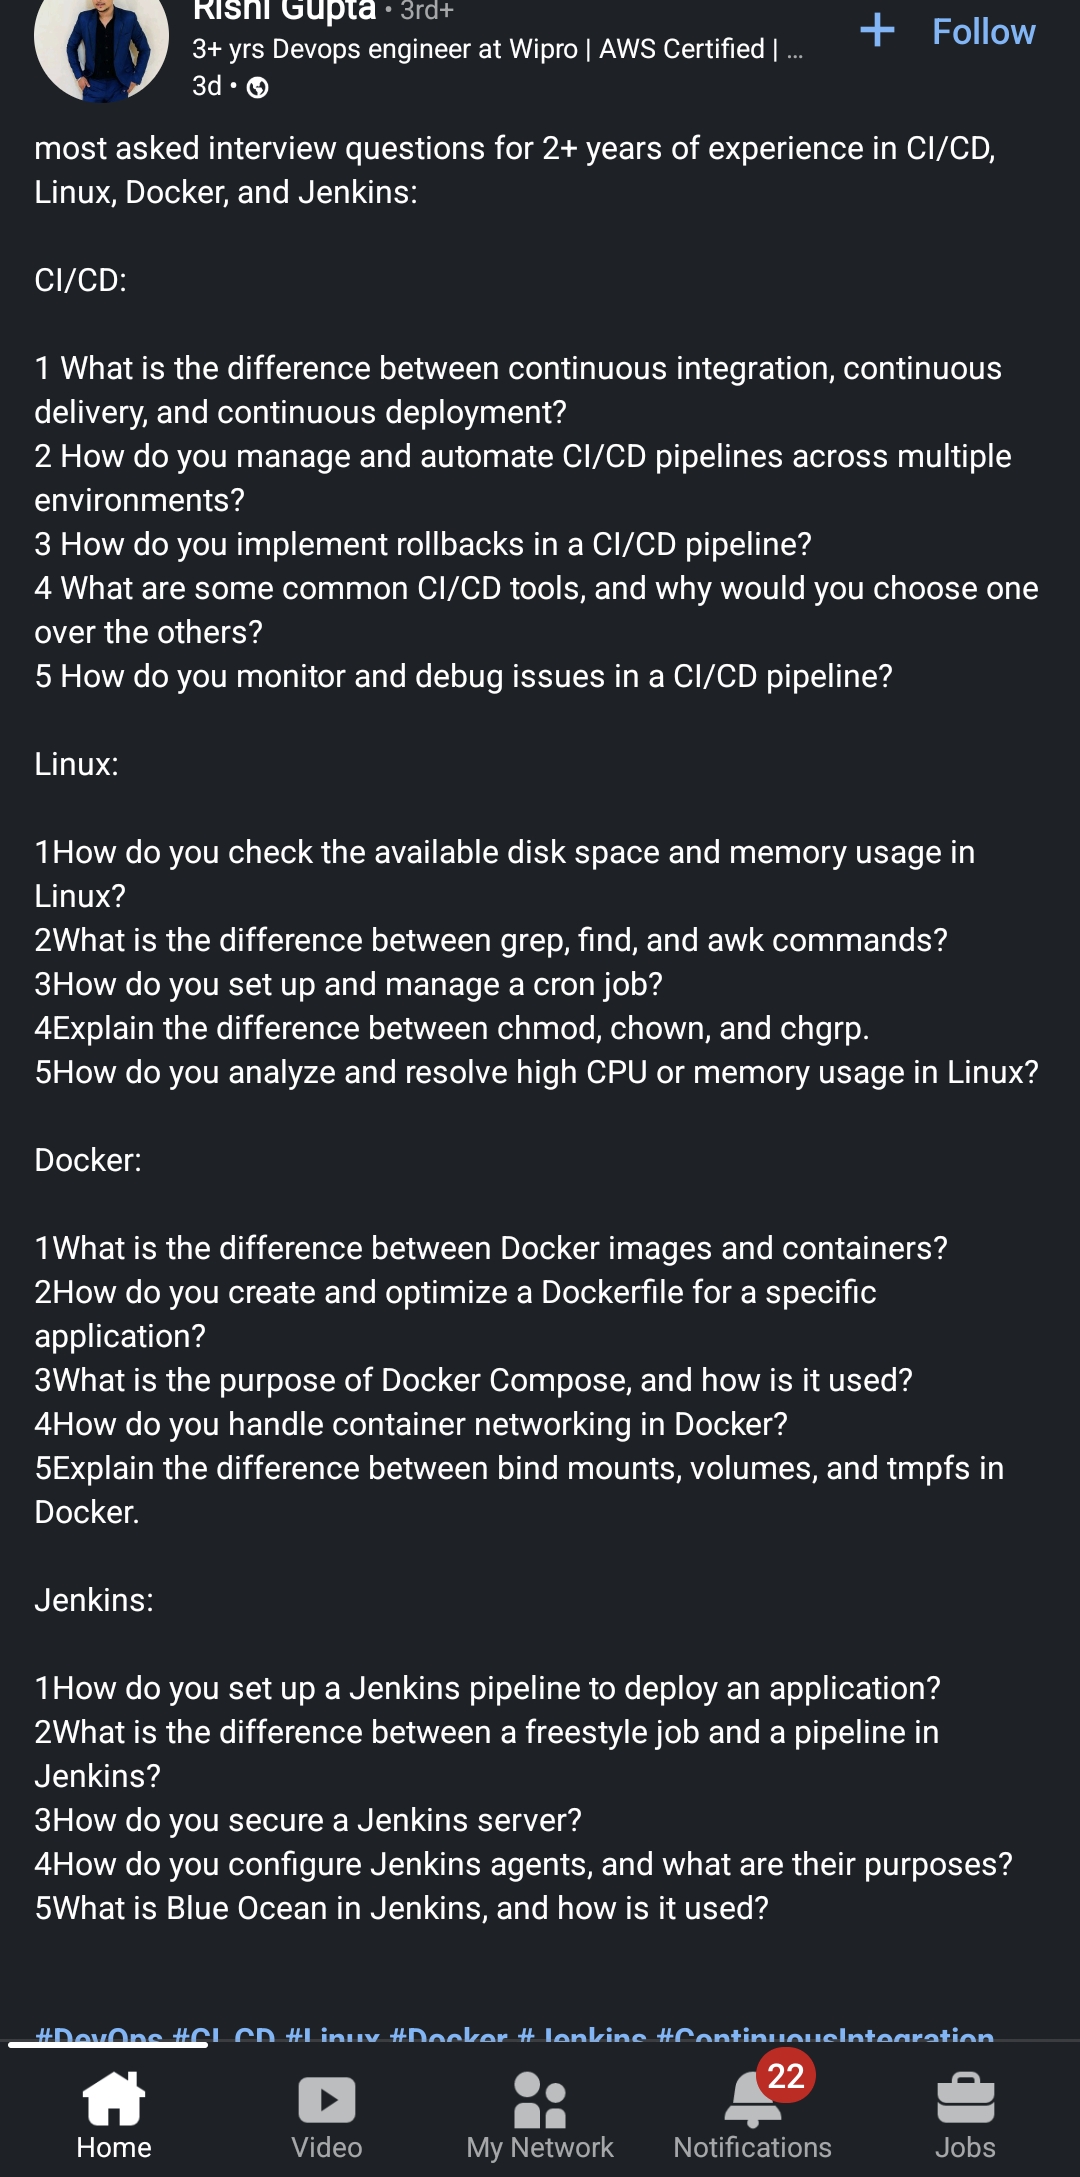 Rishi Gupta • 3rd+
3+ yrs Devops engineer at Wipro | AWS Certified | ...
3d •
+ Follow
most asked interview questions for 2+ years of experience in CI/CD,
Linux, Docker, and Jenkins:
CI/CD:
1 What is the difference between continuous integration, continuous
delivery, and continuous deployment?
2 How do you manage and automate CI/CD pipelines across multiple
environments?
3 How do you implement rollbacks in a CI/CD pipeline?
4 What are some common CI/CD tools, and why would you choose one
over the others?
5 How do you monitor and debug issues in a CI/CD pipeline?
Linux:
1How do you check the available disk space and memory usage in
Linux?
2What is the difference between grep, find, and awk commands?
3How do you set up and manage a cron job?
4Explain the difference between chmod, chown, and chgrp.
5How do you analyze and resolve high CPU or memory usage in Linux?
Docker:
1What is the difference between Docker images and containers?
2How do you create and optimize a Dockerfile for a specific
application?
3What is the purpose of Docker Compose, and how is it used?
4How do you handle container networking in Docker?
5Explain the difference between bind mounts, volumes, and tmpfs in
Docker.
Jenkins:
1How do you set up a Jenkins pipeline to deploy an application?
2What is the difference between a freestyle job and a pipeline in
Jenkins?
3How do you secure a Jenkins server?
4How do you configure Jenkins agents, and what are their purposes?
5What is Blue Ocean in Jenkins, and how is it used?
#DevOps #CI_CD #Linux #Docker #Jenkins #ContinuousIntegration
22
Home Video My Network Notifications Jobs